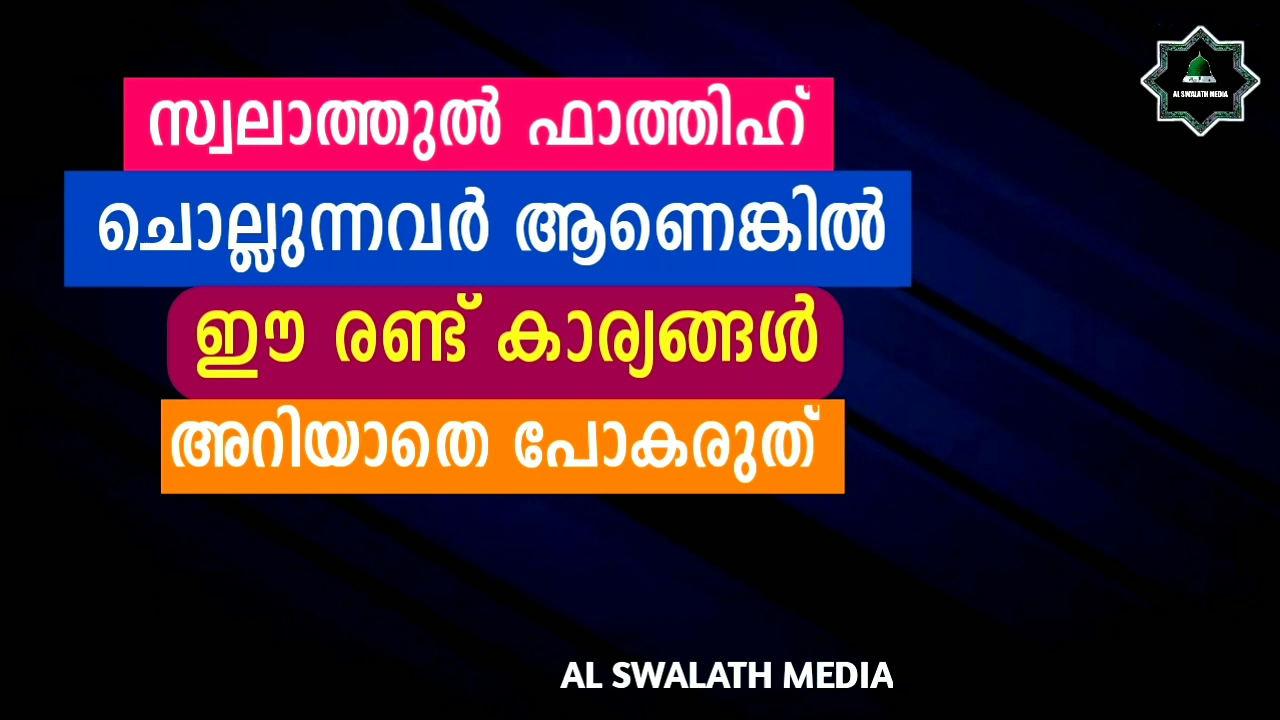 സ്വലാത്തുൽ ഫാത്തിഹ്
ചൊല്ലുന്നവർ ആണെങ്കിൽ
ഈ രണ്ട് കാര്യങ്ങൾ
അറിയാതെ പോകരുത്
AL SWALATH MEDIA
AL SWALATH MEDIA